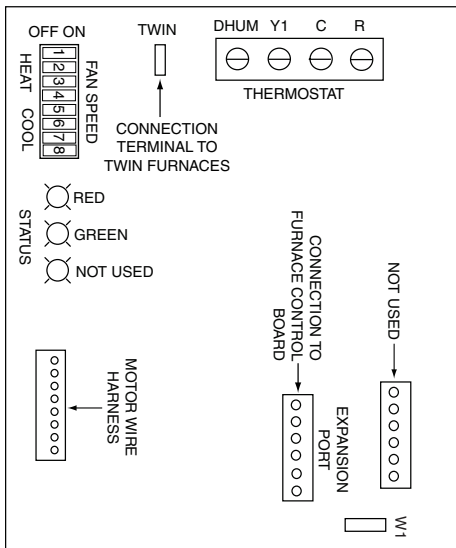 OFF ON
1
2
3
4
5
6
7
8
HEAT
COOL
FAN SPEED
TWIN
CONNECTION
TERMINAL TO
TWIN FURNACES
DHUM Y1 C R
THERMOSTAT
STATUS
RED
GREEN
NOT USED
MOTOR WIRE
HARNESS
CONNECTION TO
FURNACE CONTROL
BOARD
EXPANSION
PORT
NOT USED
W1